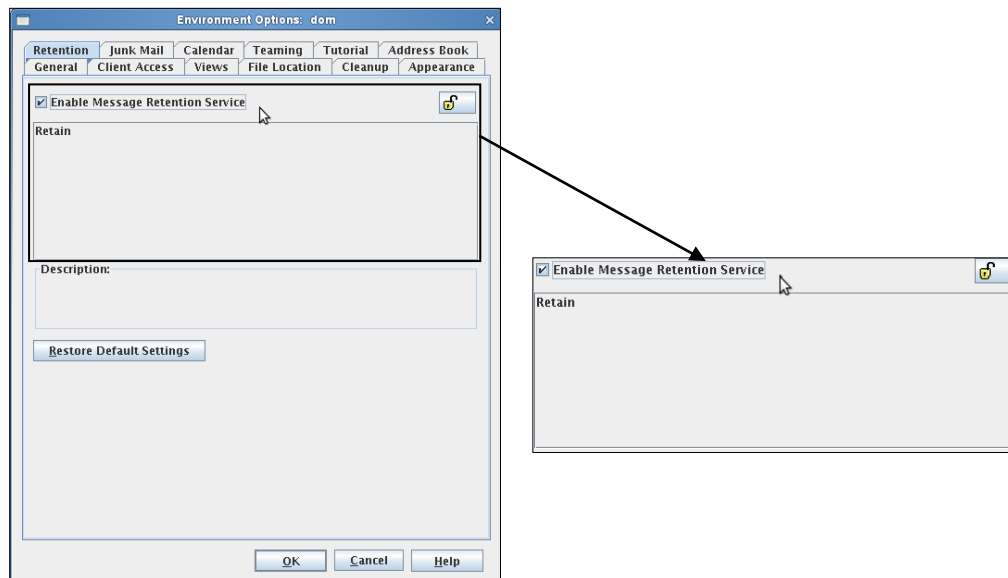 Environment Options: dom
Retention Junk Mail Calendar Teaming Tutorial Address Book
General Client Access Views File Location Cleanup Appearance
Enable Message Retention Service
Retain
Description:
Restore Default Settings
OK Cancel Help
Enable Message Retention Service
Retain